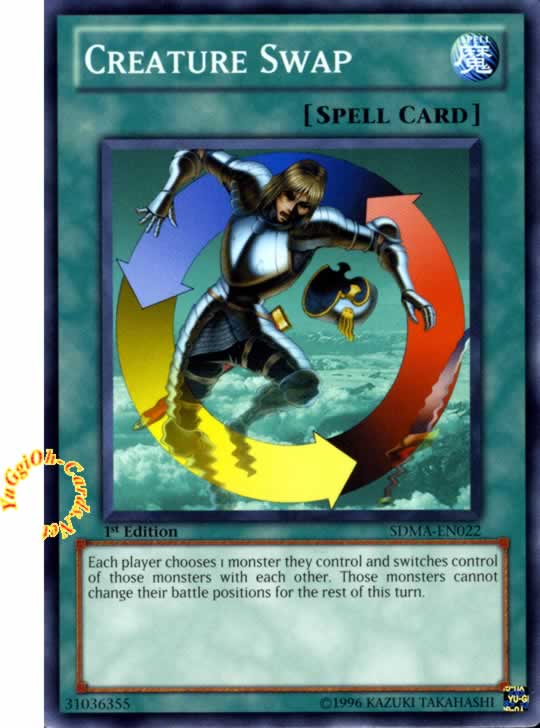 CREATURE SWAP
魔
[SPELL CARD]
YuGgiOh-Cards.Net
1st Edition
SDMA-EN022
Each player chooses 1 monster they control and switches control
of those monsters with each other. Those monsters cannot
change their battle positions for the rest of this turn.
31036355
©1996 KAZUKI TAKAHASHI